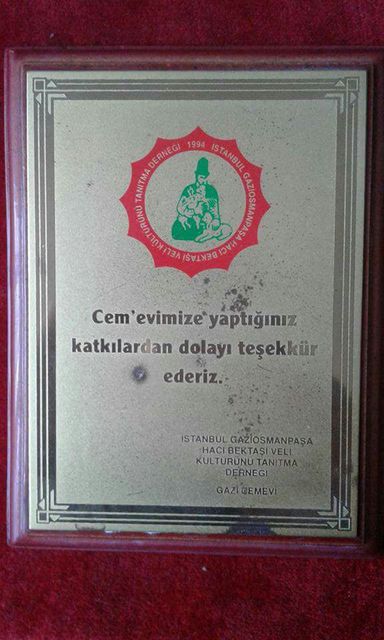 1994 İSTANBUL GAZİOSMANPAŞA HACI BEKTAŞİ VELİ KÜLTÜRÜNÜ TANITMA DERNEĞİ
Cem'evimize yaptığınız
katkılardan dolayı teşekkür
ederiz.
İSTANBUL GAZİOSMANPAŞA
HACI BEKTAŞİ VELİ
KÜLTÜRÜNÜ TANITMA
DERNEĞİ
GAZİ CEMEVİ